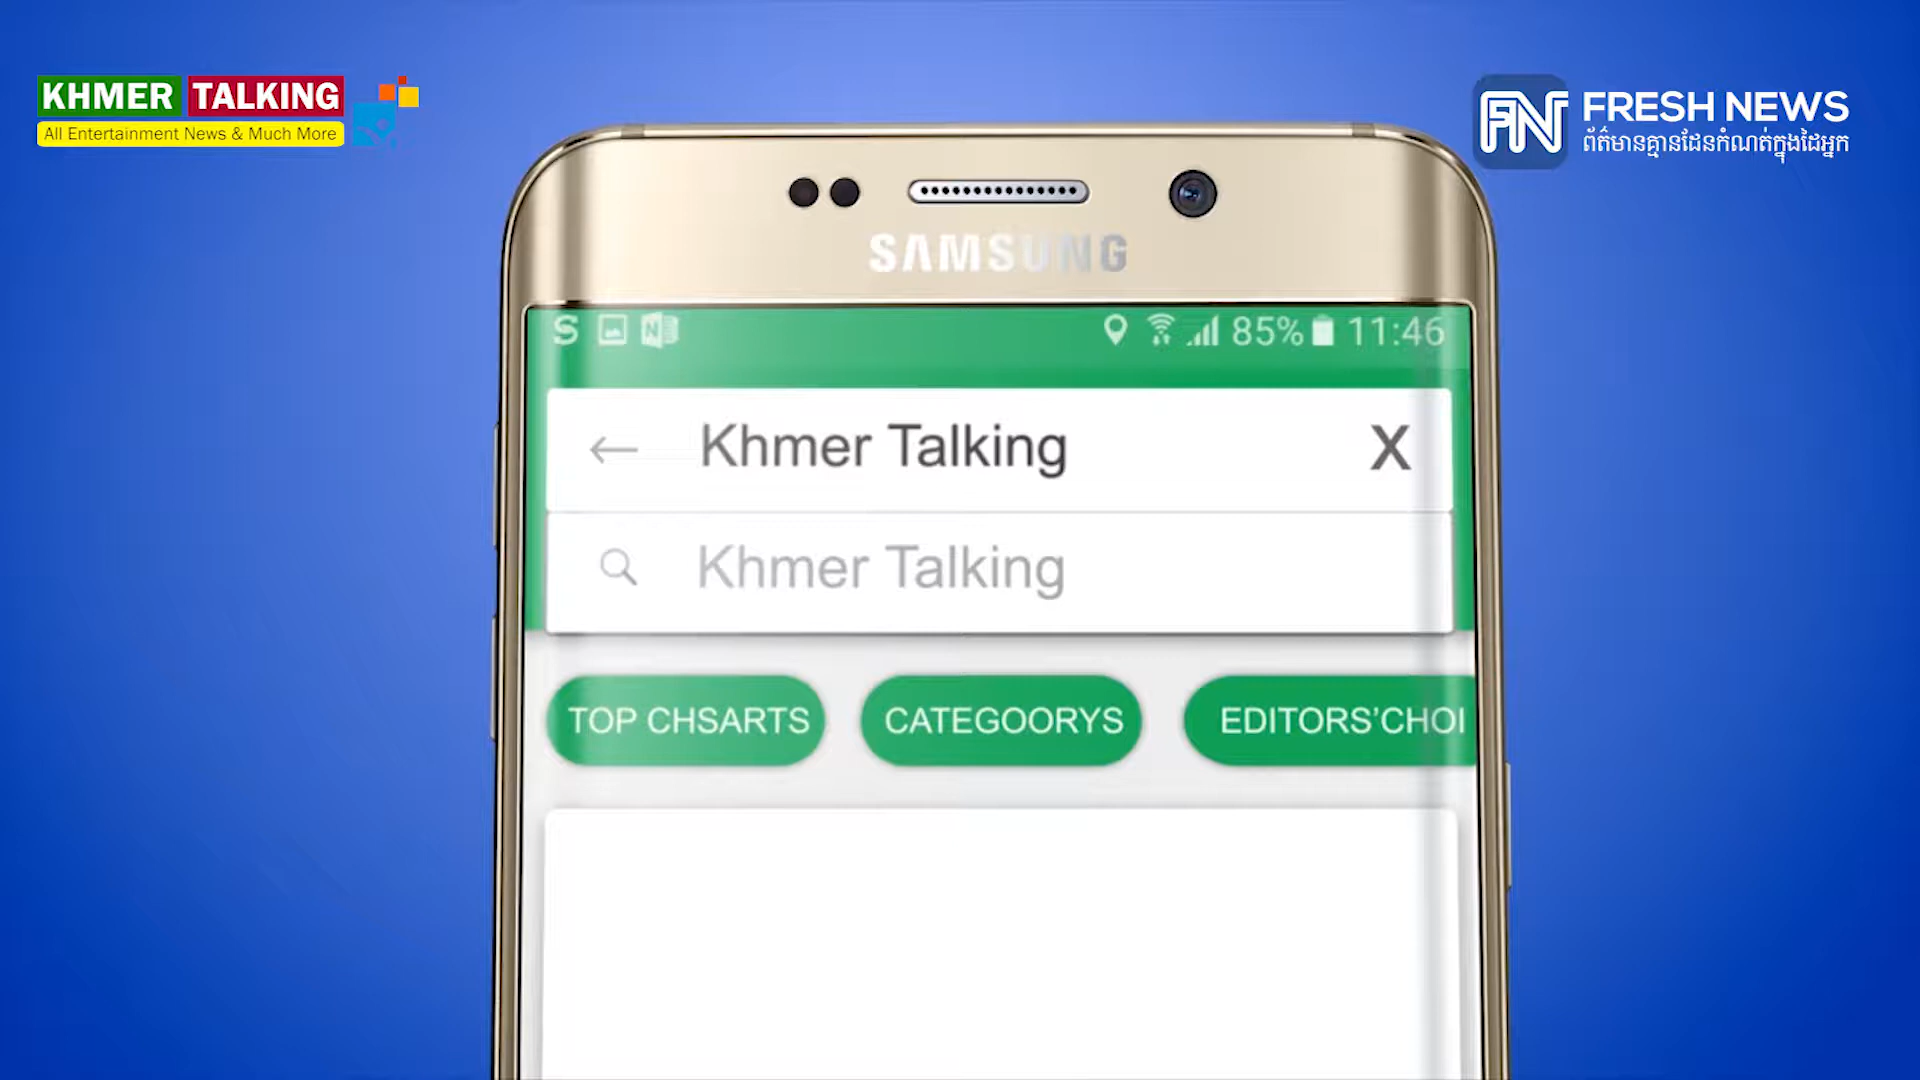 KHMER TALKING
All Entertainment News & Much More
FN FRESH NEWS
ព័ត៌មានគ្មានដែនកំណត់ក្នុងដៃអ្នក
SAMSUNG
S N 85% 11:46
← Khmer Talking X
Khmer Talking
TOP CHSARTS CATEGOORYS EDITORS'CHOI